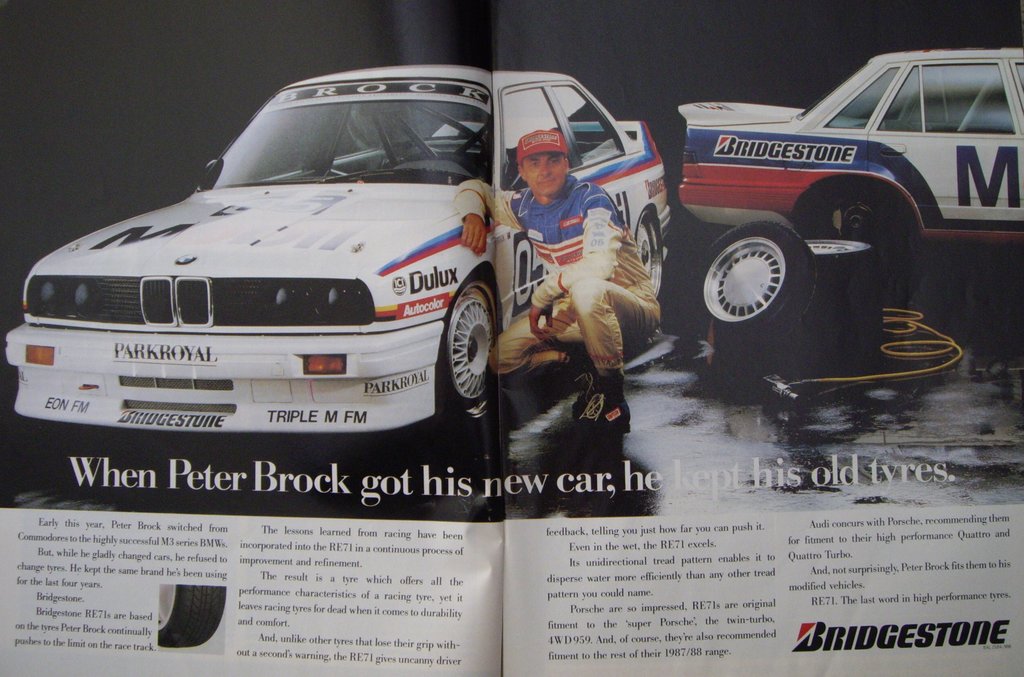 BROCK
M
Mobil
Dulux
Autocolor
05
PARKROYAL
PARKROYAL
EON FM
BRIDGESTONE
TRIPLE M FM
05
BRIDGESTONE
M
When Peter Brock got his new car, he kept his old tyres.
Early this year, Peter Brock switched from
Commodores to the highly successful M3 series BMWs.
But, while he gladly changed cars, he refused to
change tyres. He kept the same brand he's been using
for the last four years.
Bridgestone.
Bridgestone RE71s are based
on the tyres Peter Brock continually
pushes to the limit on the race track.
The lessons learned from racing have been
incorporated into the RE71 in a continuous process of
improvement and refinement.
The result is a tyre which offers all the
performance characteristics of a racing tyre, yet it
leaves racing tyres for dead when it comes to durability
and comfort.
And, unlike other tyres that lose their grip with-
out a second's warning, the RE71 gives uncanny driver
feedback, telling you just how far you can push it.
Even in the wet, the RE71 excels.
Its unidirectional tread pattern enables it to
disperse water more efficiently than any other tread
pattern you could name.
Porsche are so impressed, RE71s are original
fitment to the 'super Porsche', the twin-turbo,
4WD 959. And, of course, they're also recommended
fitment to the rest of their 1987/88 range.
Audi concurs with Porsche, recommending them
for fitment to their high performance Quattro and
Quattro Turbo.
And, not surprisingly, Peter Brock fits them to his
modified vehicles.
RE71. The last word in high performance tyres.
BRIDGESTONE